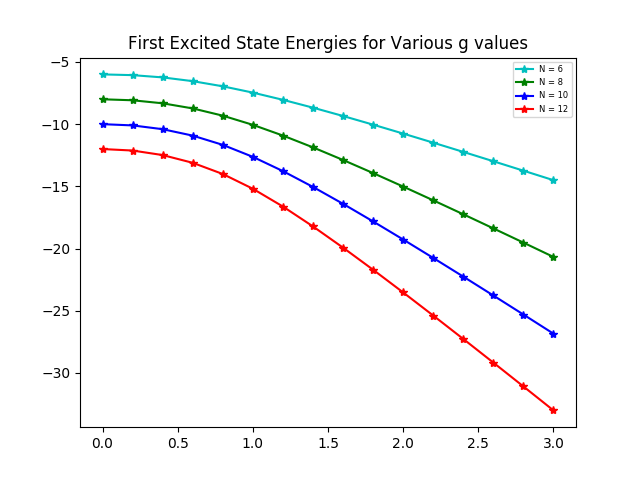 First Excited State Energies for Various g values
N = 6
N = 8
N = 10
N = 12
−5
−10
−15
−20
−25
−30
0.0 0.5 1.0 1.5 2.0 2.5 3.0